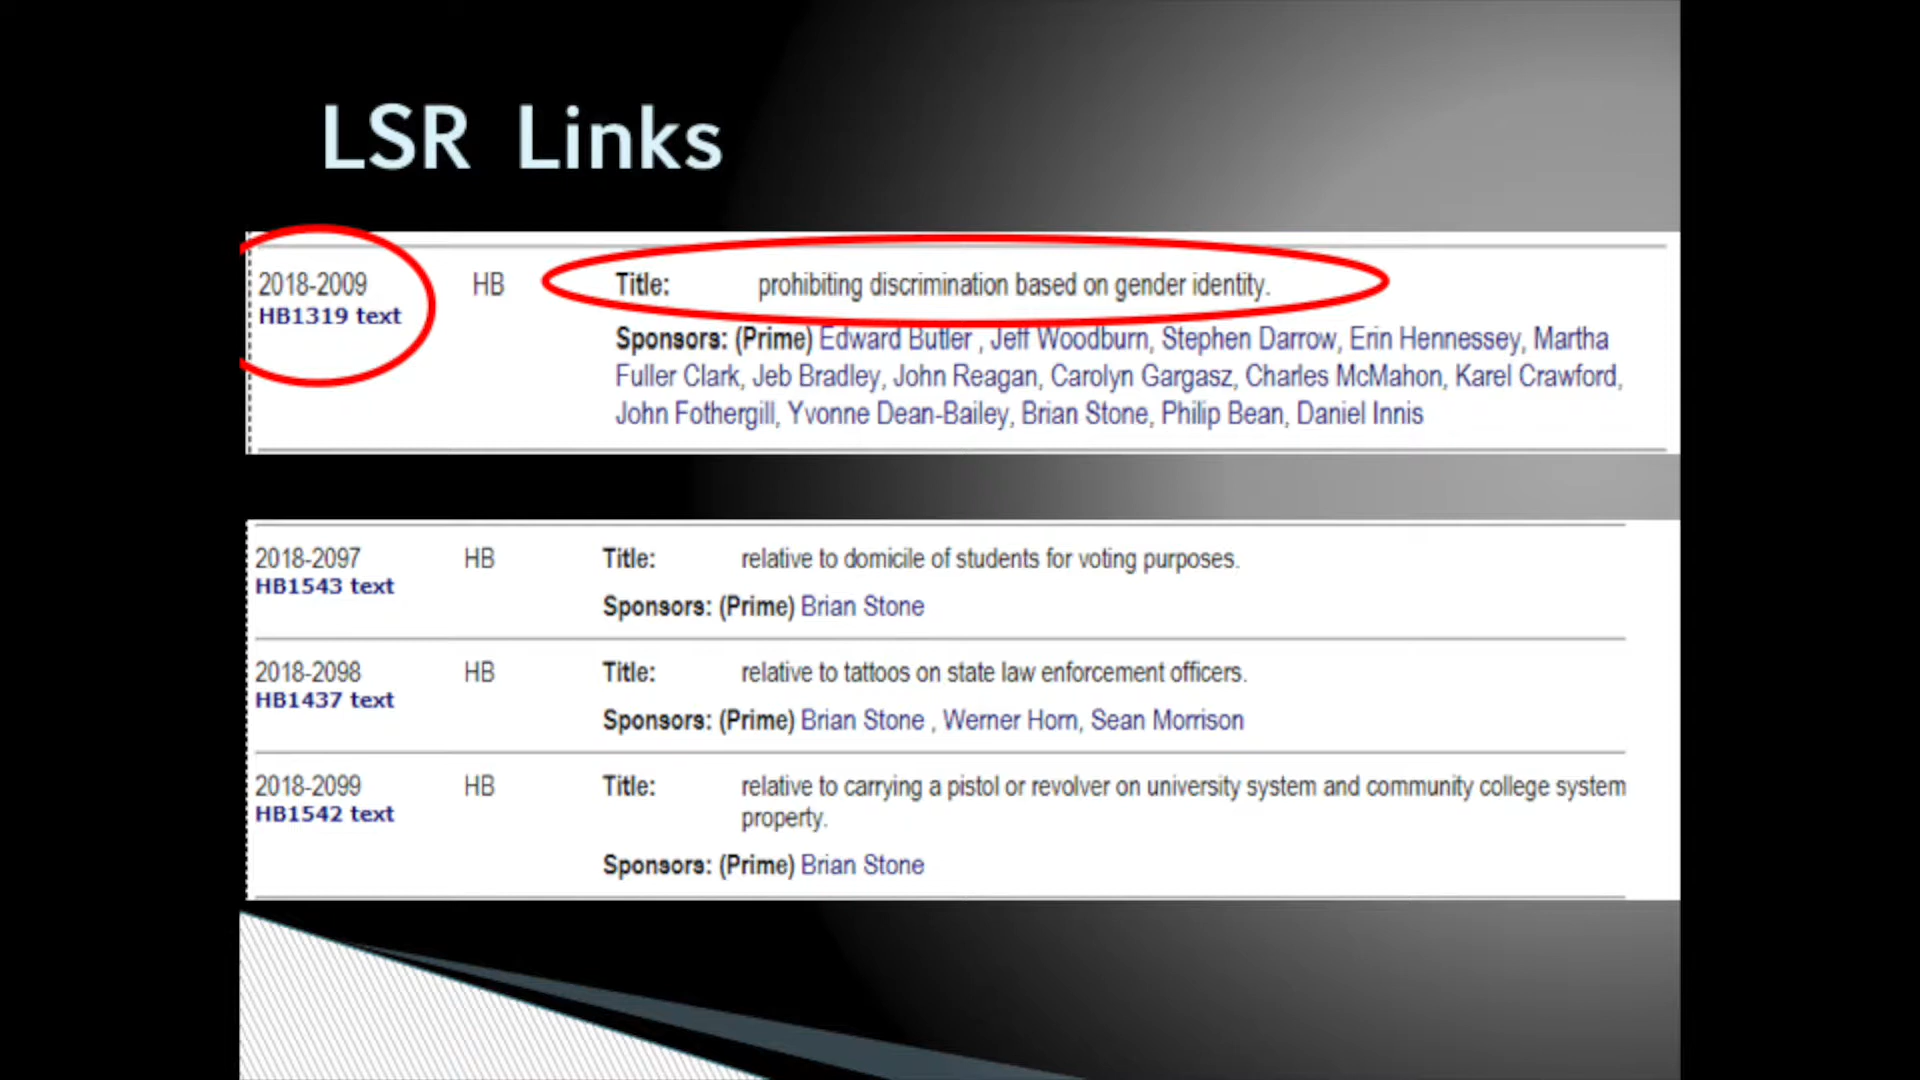 LSR Links
2018-2009 HB Title: prohibiting discrimination based on gender identity.
HB1319 text
Sponsors: (Prime) Edward Butler , Jeff Woodburn, Stephen Darrow, Erin Hennessey, Martha
Fuller Clark, Jeb Bradley, John Reagan, Carolyn Gargasz, Charles McMahon, Karel Crawford,
John Fothergill, Yvonne Dean-Bailey, Brian Stone, Philip Bean, Daniel Innis
2018-2097 HB Title: relative to domicile of students for voting purposes.
HB1543 text
Sponsors: (Prime) Brian Stone
2018-2098 HB Title: relative to tattoos on state law enforcement officers.
HB1437 text
Sponsors: (Prime) Brian Stone , Werner Horn, Sean Morrison
2018-2099 HB Title: relative to carrying a pistol or revolver on university system and community college system
HB1542 text property.
Sponsors: (Prime) Brian Stone